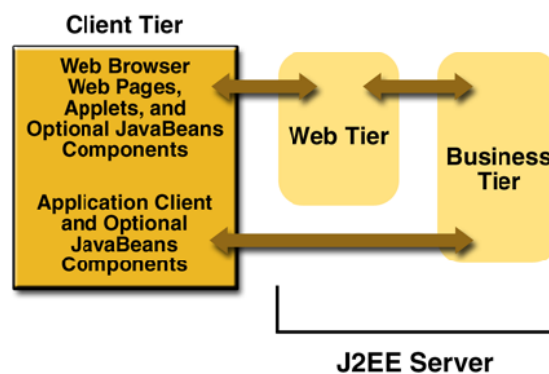 Client Tier
Web Browser
Web Pages,
Applets, and
Optional JavaBeans
Components
Application Client
and Optional
JavaBeans
Components
Web Tier
Business
Tier
J2EE Server